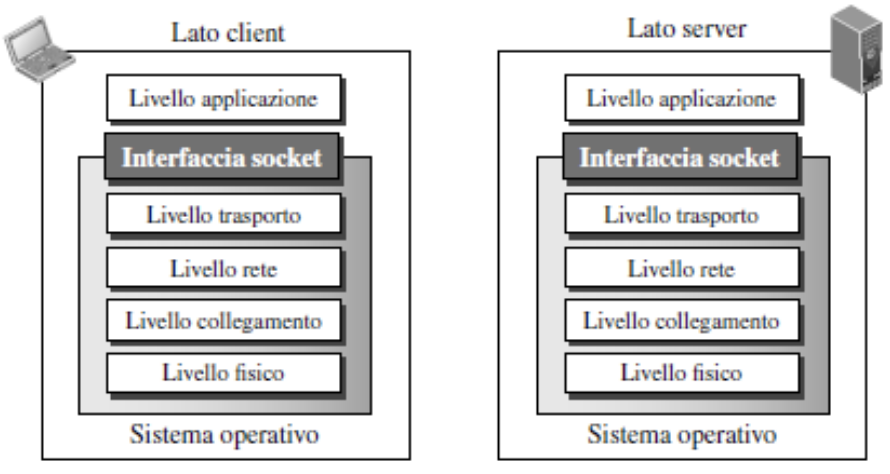 Lato client
Livello applicazione
Interfaccia socket
Livello trasporto
Livello rete
Livello collegamento
Livello fisico
Sistema operativo
Lato server
Livello applicazione
Interfaccia socket
Livello trasporto
Livello rete
Livello collegamento
Livello fisico
Sistema operativo